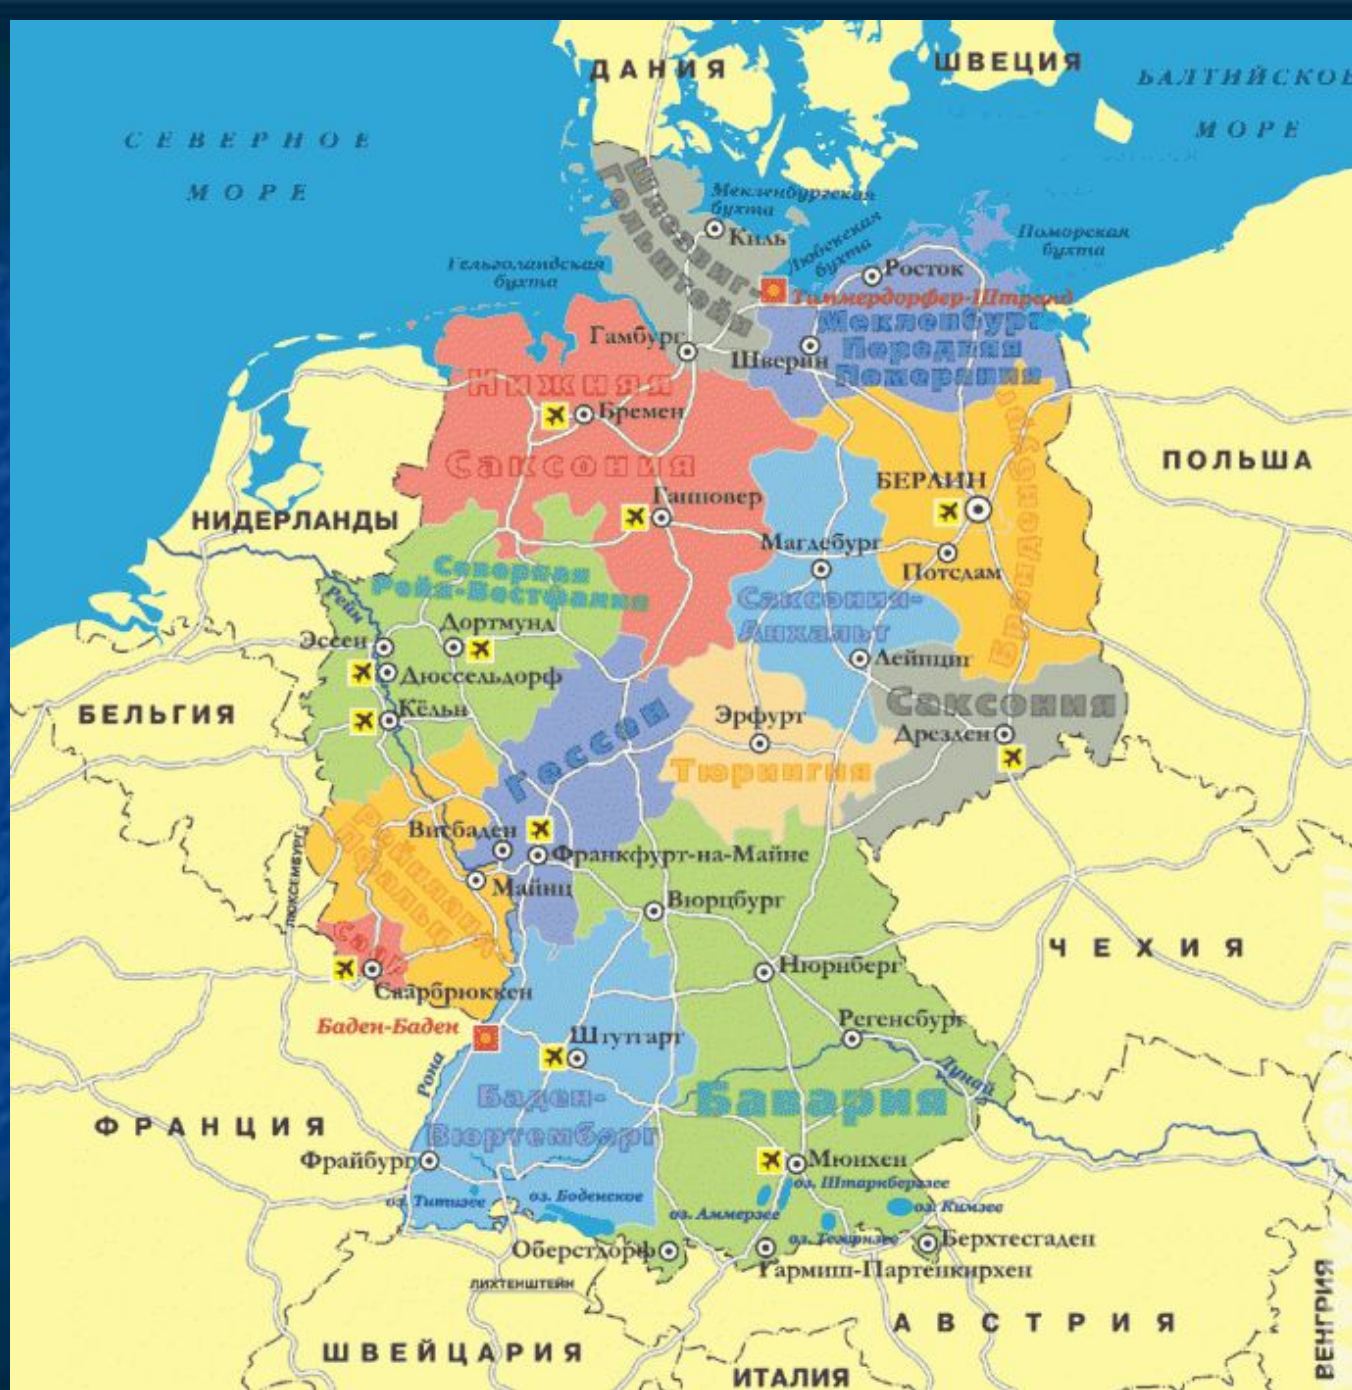 ДАНИЯ
ШВЕЦИЯ
БАЛТИЙСКОЕ
МОРЕ
СЕВЕРНОЕ
МОРЕ
Шлезвиг-
Гольштейн
Мекленбургская
бухта
Киль
Любекская
бухта
Поморская
бухта
Гельголандская
бухта
Росток
Тиммердорфер-Штранд
Мекленбург
Передняя
Померания
Гамбург
Шверин
Нижняя
Саксония
Бремен
ПОЛЬША
БЕРЛИН
Бранденбург
Ганновер
НИДЕРЛАНДЫ
Магдебург
Потсдам
Северная
Рейн-Вестфалия
Саксония-
Анхальт
Рейн
Эссен
Дортмунд
Дюссельдорф
Лейпциг
Кёльн
БЕЛЬГИЯ
Саксония
Эрфурт
Дрезден
Гессен
Тюрингия
Рейнланд-
Пфальц
Висбаден
Франкфурт-на-Майне
ЛЮКСЕМБУРГ
Майнц
Вюрцбург
Саар
ЧЕХИЯ
Нюрнберг
Саарбрюккен
Баден-Баден
Штутгарт
Регенсбург
Рона
Дунай
Баден-
Вюртемберг
Бавария
ФРАНЦИЯ
Фрайбург
Мюнхен
оз. Штарнбергзее
оз. Титизее
оз. Боденское
оз. Аммерзее
оз. Кимзее
оз. Тегернзее
Оберстдорф
Берхтесгаден
Гармиш-Партенкирхен
ЛИХТЕНШТЕЙН
АВСТРИЯ
ШВЕЙЦАРИЯ
ИТАЛИЯ
ВЕНГРИЯ